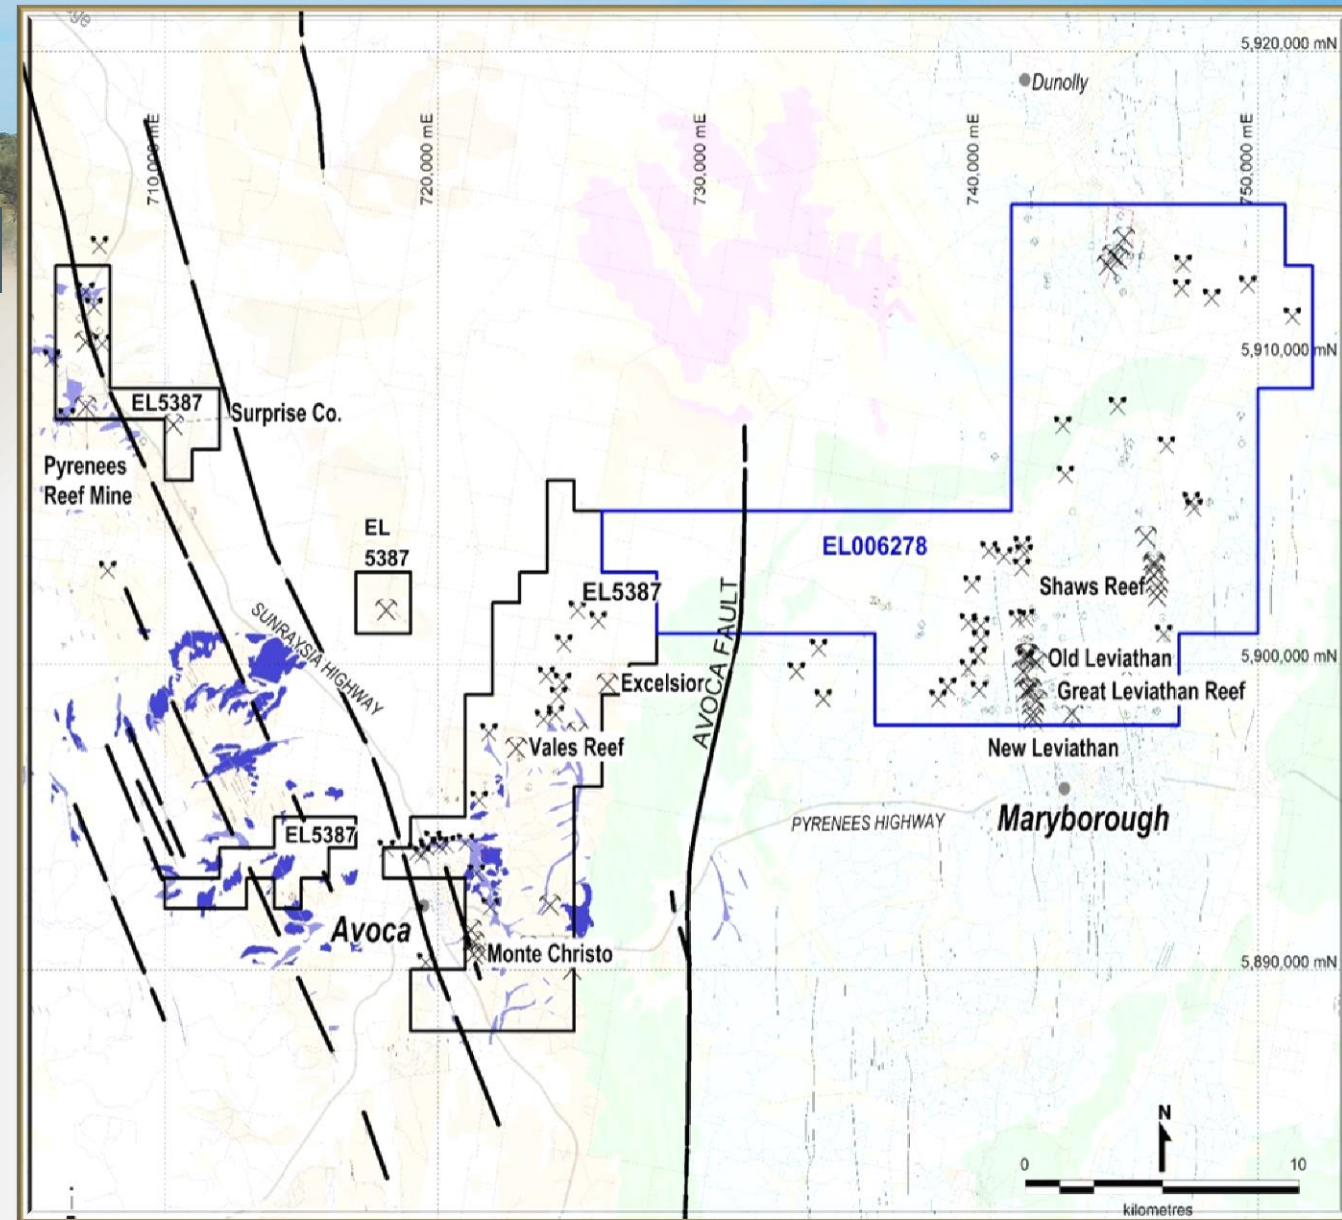 5,920,000 mN
Dunolly
710,000 mE
720,000 mE
730,000 mE
740,000 mE
750,000 mE
5,910,000 mN
EL5387
Surprise Co.
Pyrenees
Reef Mine
EL
5387
EL006278
EL5387
Shaws Reef
SUNRAYSIA HIGHWAY
AVOCA FAULT
Old Leviathan
5,900,000 mN
Excelsior
Great Leviathan Reef
Vales Reef
New Leviathan
Maryborough
PYRENEES HIGHWAY
EL5387
Avoca
Monte Christo
5,890,000 mN
N
0 10
kilometres